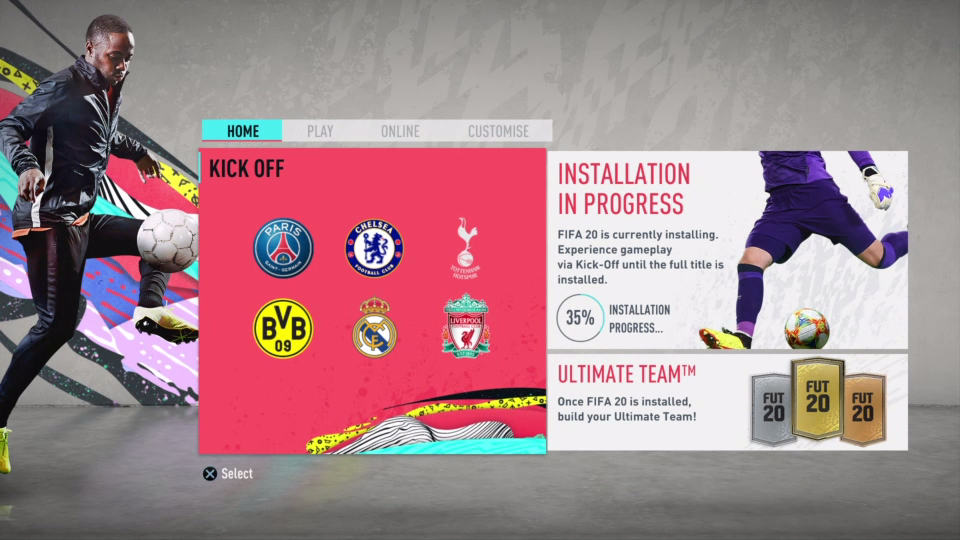 HOME
PLAY
ONLINE
CUSTOMISE
KICK OFF
PARIS
SAINT-GERMAIN
CHELSEA
FOOTBALL CLUB
TOTTENHAM
HOTSPUR
BVB
09
LIVERPOOL
INSTALLATION
IN PROGRESS
FIFA 20 is currently installing.
Experience gameplay
via Kick-Off until the full title is
installed.
35%
INSTALLATION
PROGRESS...
ULTIMATE TEAM™
Once FIFA 20 is installed,
build your Ultimate Team!
FUT
20
FUT
20
FUT
20
Select